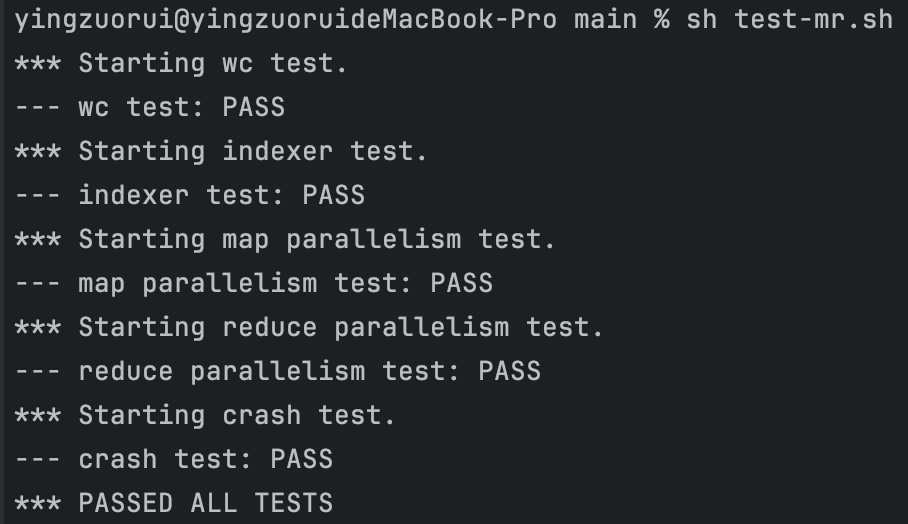 yingzuorui@yingzuoruideMacBook-Pro main % sh test-mr.sh
*** Starting wc test.
--- wc test: PASS
*** Starting indexer test.
--- indexer test: PASS
*** Starting map parallelism test.
--- map parallelism test: PASS
*** Starting reduce parallelism test.
--- reduce parallelism test: PASS
*** Starting crash test.
--- crash test: PASS
*** PASSED ALL TESTS